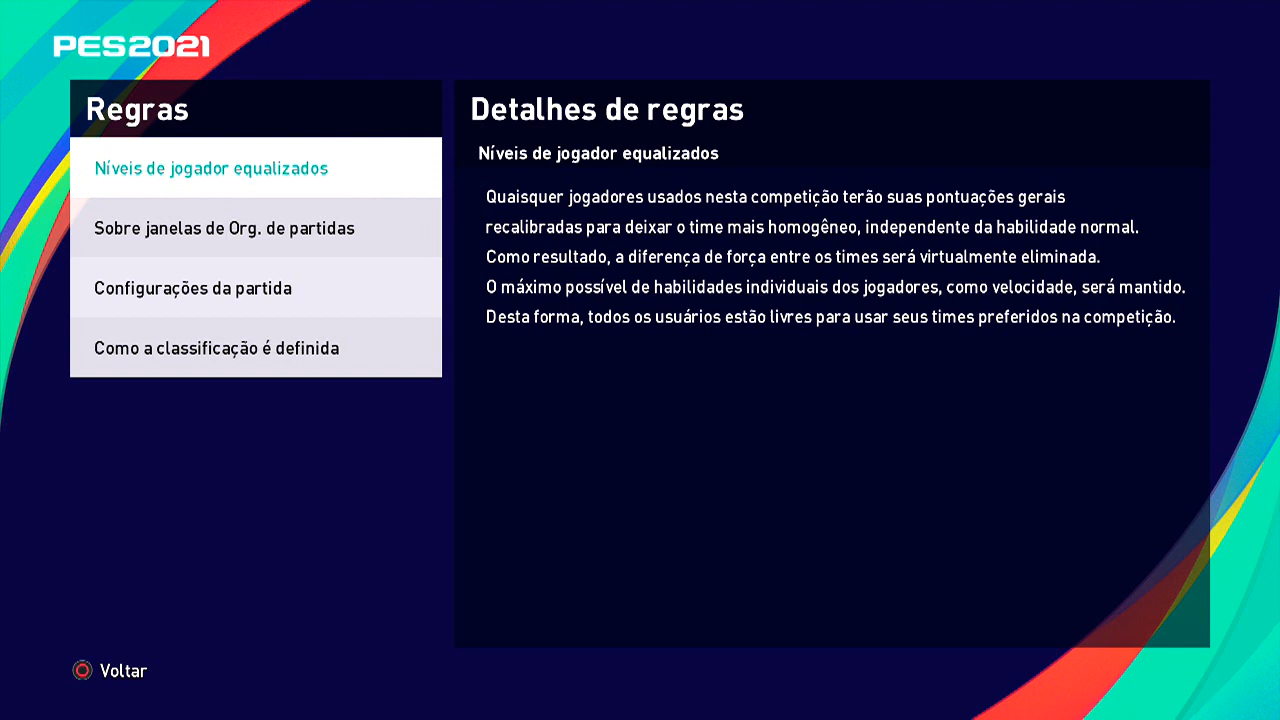 PES2021
Regras
Níveis de jogador equalizados
Sobre janelas de Org. de partidas
Configurações da partida
Como a classificação é definida
Detalhes de regras
Níveis de jogador equalizados
Quaisquer jogadores usados nesta competição terão suas pontuações gerais
recalibradas para deixar o time mais homogêneo, independente da habilidade normal.
Como resultado, a diferença de força entre os times será virtualmente eliminada.
O máximo possível de habilidades individuais dos jogadores, como velocidade, será mantido.
Desta forma, todos os usuários estão livres para usar seus times preferidos na competição.
Voltar